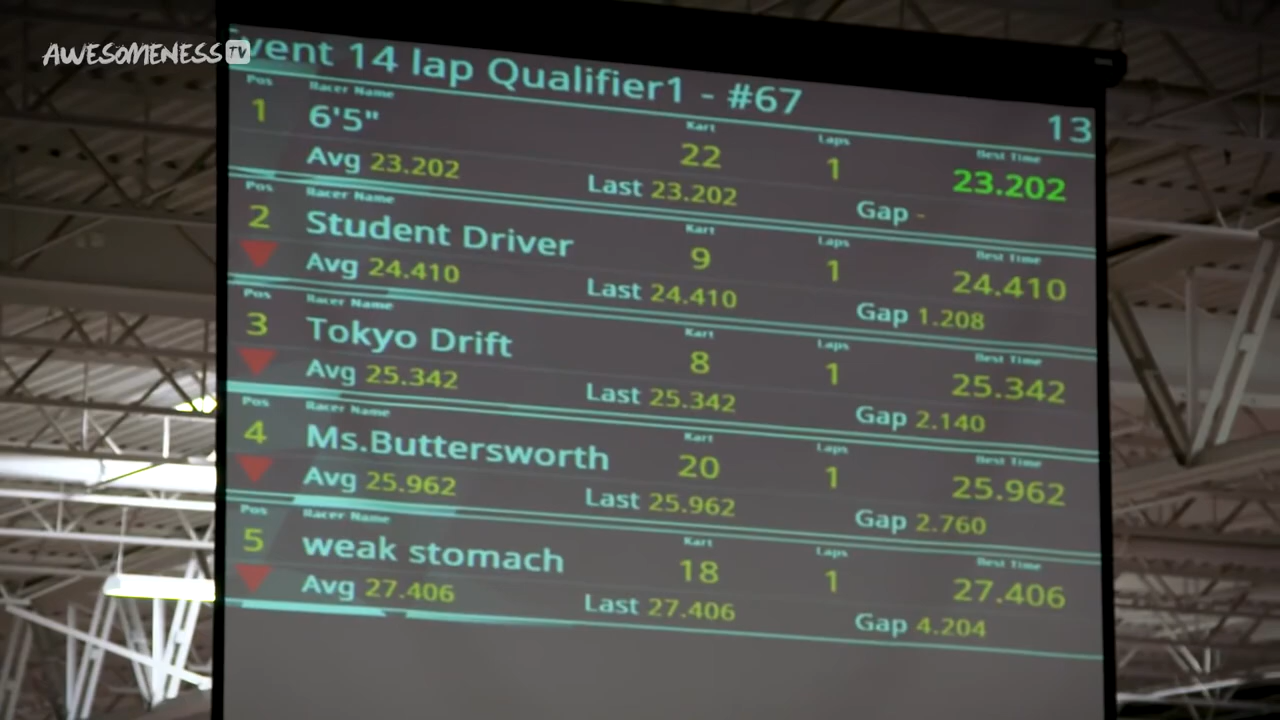 AWESOMENESS TV
vent 14 lap Qualifier1 - #67
13
Pos Racer Name Kart Laps Best Time
1 6'5" 22 1 23.202
Avg 23.202 Last 23.202 Gap -
Pos Racer Name Kart Laps Best Time
2 Student Driver 9 1 24.410
Avg 24.410 Last 24.410 Gap 1.208
Pos Racer Name Kart Laps Best Time
3 Tokyo Drift 8 1 25.342
Avg 25.342 Last 25.342 Gap 2.140
Pos Racer Name Kart Laps Best Time
4 Ms.Buttersworth 20 1 25.962
Avg 25.962 Last 25.962 Gap 2.760
Pos Racer Name Kart Laps Best Time
5 weak stomach 18 1 27.406
Avg 27.406 Last 27.406 Gap 4.204